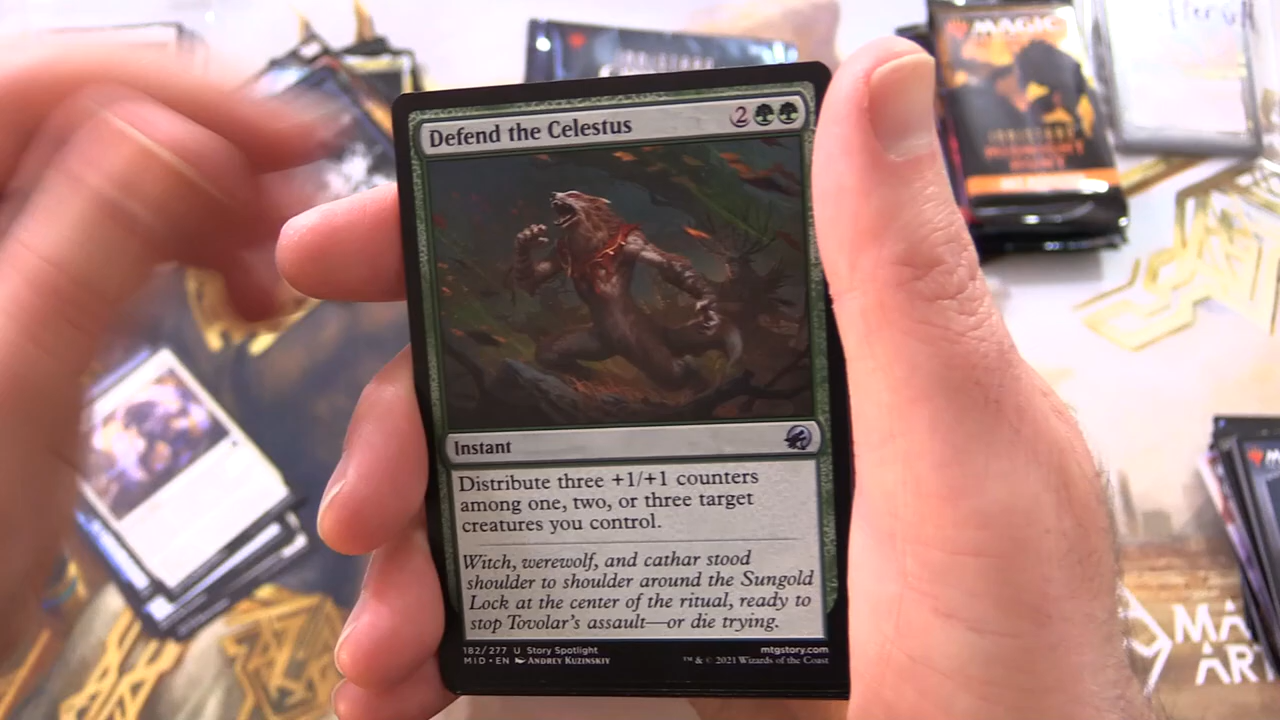 MAGIC
Defend the Celestus
2
Instant
Distribute three +1/+1 counters
among one, two, or three target
creatures you control.
Witch, werewolf, and cathar stood
shoulder to shoulder around the Sungold
Lock at the center of the ritual, ready to
stop Tovolar's assault—or die trying.
182/277 U Story Spotlight
mtgstory.com
MID • EN Andrey Kuzinskiy
™ & © 2021 Wizards of the Coast